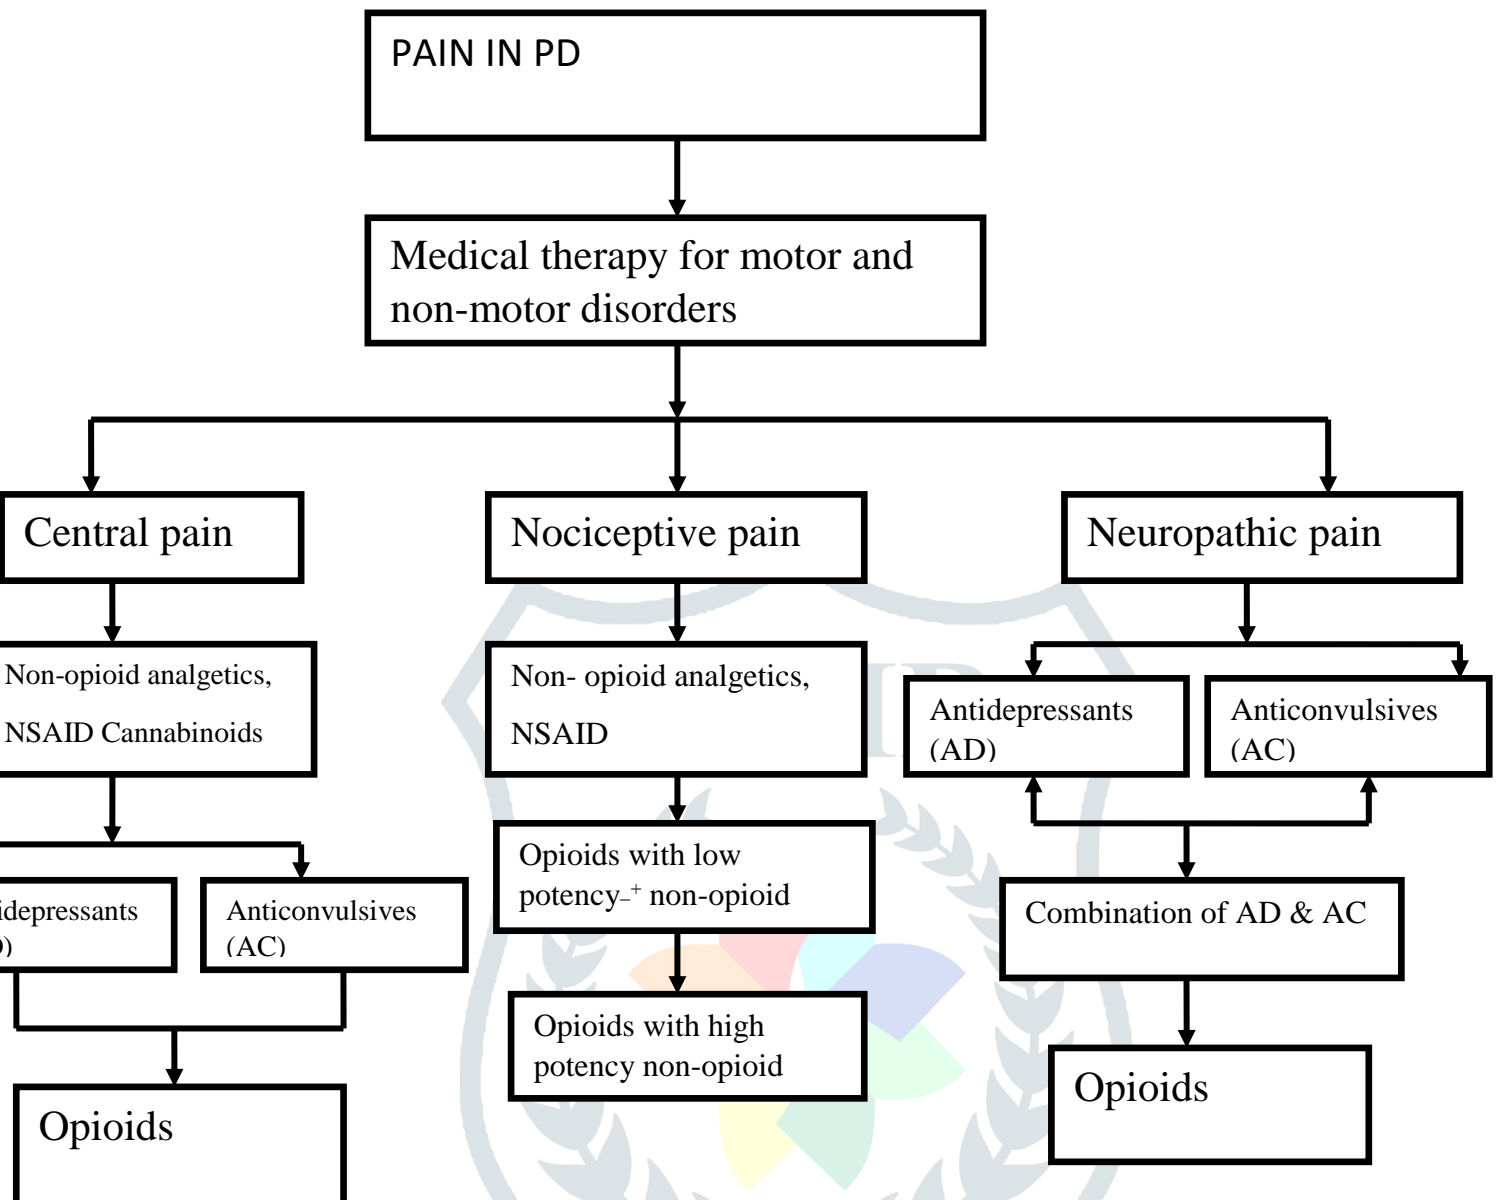 PAIN IN PD
Medical therapy for motor and
non-motor disorders
Central pain
Nociceptive pain
Neuropathic pain
Non-opioid analgetics,
NSAID Cannabinoids
Non- opioid analgetics,
NSAID
Antidepressants
(AD)
Anticonvulsives
(AC)
Opioids with low
potency-+ non-opioid
Combination of AD & AC
idepressants
)
Anticonvulsives
(AC)
Opioids with high
potency non-opioid
Opioids
Opioids